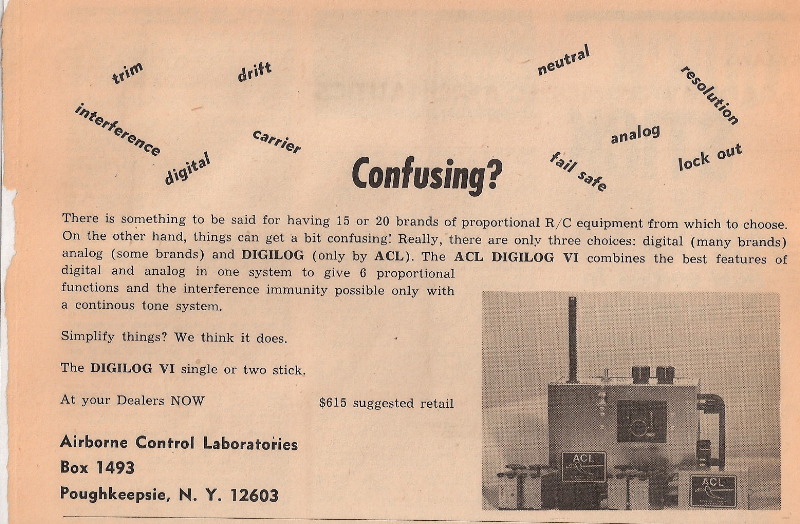 trim
drift
neutral
resolution
interference
carrier
digital
analog
fail safe
lock out
Confusing?
There is something to be said for having 15 or 20 brands of proportional R/C equipment from which to choose.
On the other hand, things can get a bit confusing! Really, there are only three choices: digital (many brands)
analog (some brands) and DIGILOG (only by ACL). The ACL DIGILOG VI combines the best features of
digital and analog in one system to give 6 proportional
functions and the interference immunity possible only with
a continous tone system.
Simplify things? We think it does.
The DIGILOG VI single or two stick.
At your Dealers NOW $615 suggested retail
Airborne Control Laboratories
Box 1493
Poughkeepsie, N. Y. 12603
ACL
ACL